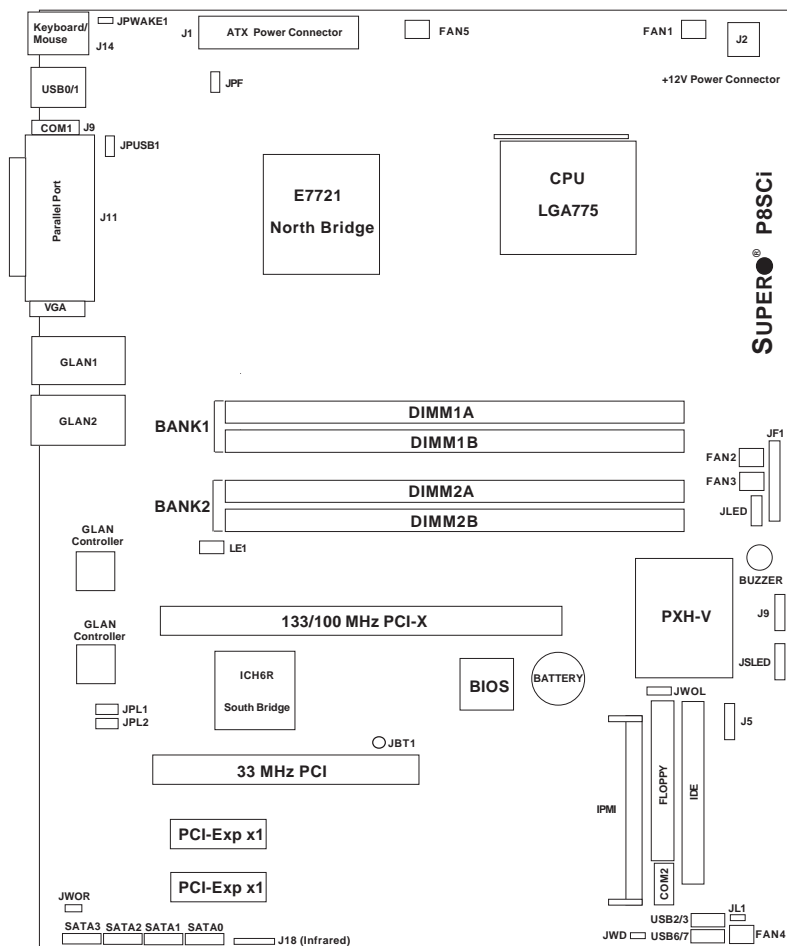 Keyboard/
Mouse
JPWAKE1
J14
J1
ATX Power Connector
FAN5
FAN1
J2
+12V Power Connector
USB0/1
JPF
COM1
J9
JPUSB1
Parallel Port
J11
E7721
North Bridge
CPU
LGA775
SUPER® P8SCi
VGA
GLAN1
GLAN2
BANK1
DIMM1A
DIMM1B
BANK2
DIMM2A
DIMM2B
JF1
FAN2
FAN3
JLED
LE1
GLAN
Controller
BUZZER
PXH-V
J9
133/100 MHz PCI-X
GLAN
Controller
ICH6R
South Bridge
BIOS
BATTERY
JSLED
JWOL
JPL1
JPL2
J5
JBT1
33 MHz PCI
IPMI
FLOPPY
IDE
PCI-Exp x1
PCI-Exp x1
COM2
JWOR
SATA3
SATA2
SATA1
SATA0
J18 (Infrared)
JL1
USB2/3
JWD
USB6/7
FAN4